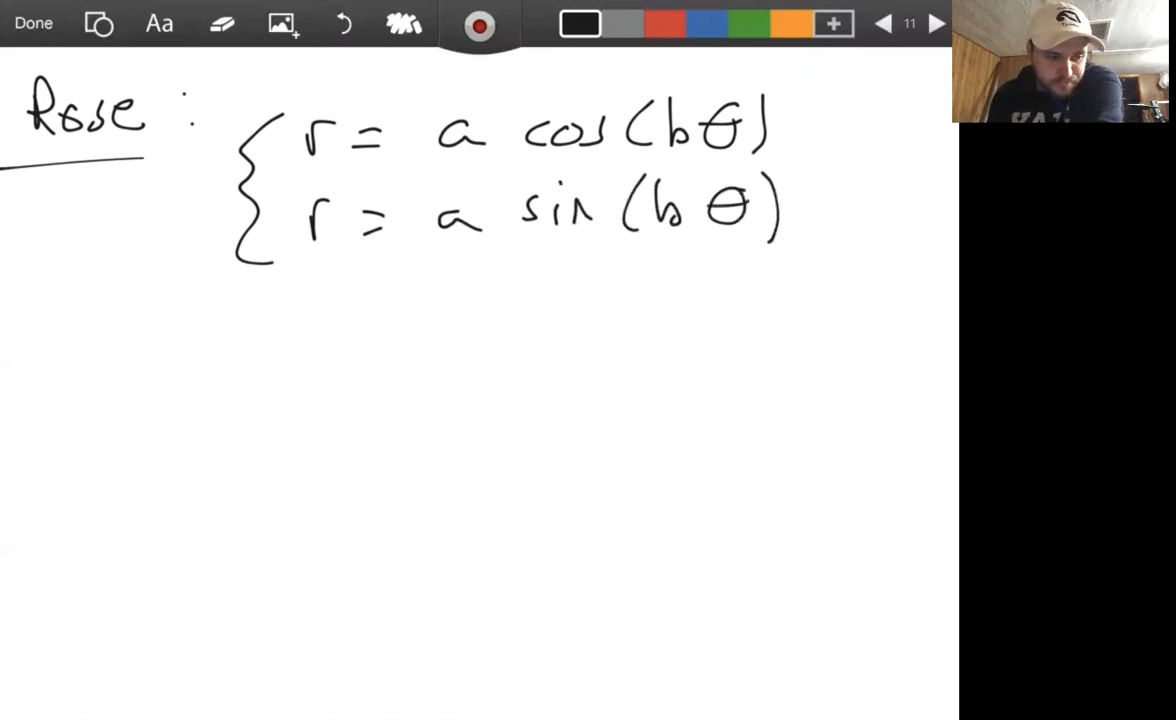 Done Aa 11
Rose : r = a cos(bθ)
r = a sin(bθ)